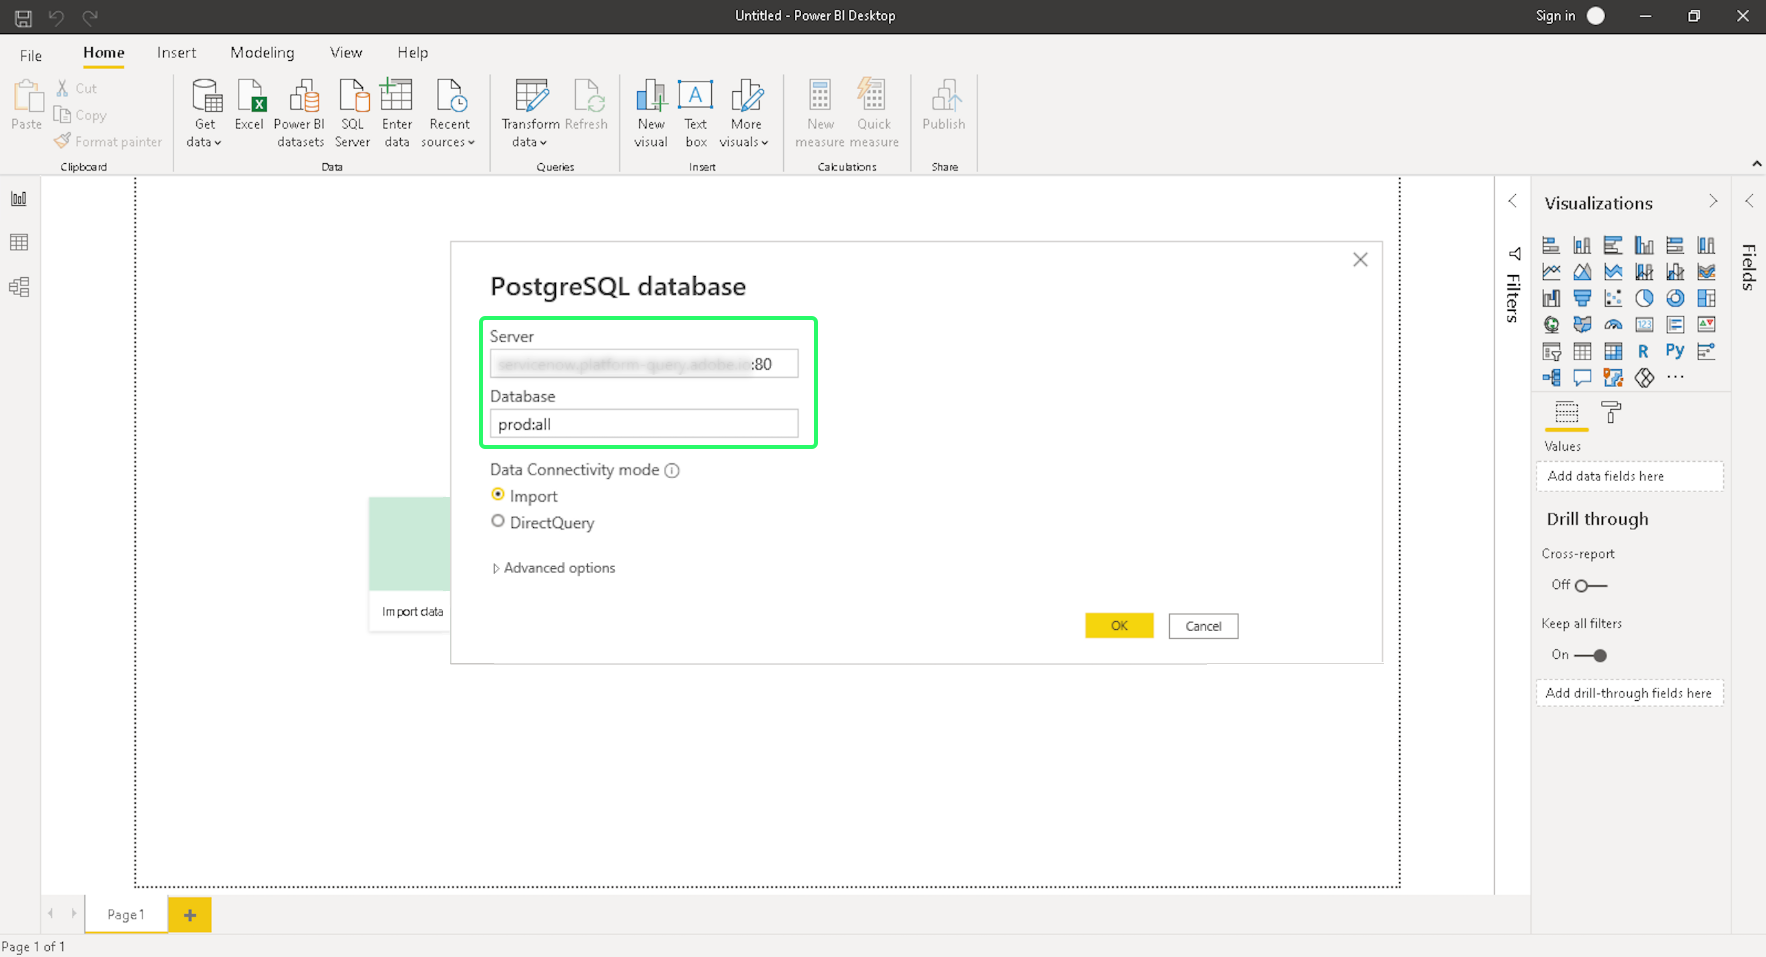 Untitled - Power BI Desktop
Sign in
File
Home
Insert
Modeling
View
Help
Paste
Cut
Copy
Format painter
Clipboard
Get data
Excel
Power BI datasets
SQL Server
Enter data
Recent sources
Data
Transform data
Refresh
Queries
New visual
Text box
More visuals
Insert
New measure
Quick measure
Calculations
Publish
Share
PostgreSQL database
Server
:80
Database
prod:all
Data Connectivity mode
Import
DirectQuery
Advanced options
OK
Cancel
Import data
Filters
Visualizations
Fields
123
R
Py
...
Values
Add data fields here
Drill through
Cross-report
Off
Keep all filters
On
Add drill-through fields here
Page 1
Page 1 of 1